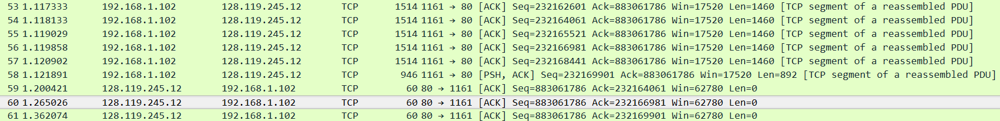 53 1.117333 192.168.1.102 128.119.245.12 TCP 1514 1161 → 80 [ACK] Seq=232162601 Ack=883061786 Win=17520 Len=1460 [TCP segment of a reassembled PDU]
54 1.118133 192.168.1.102 128.119.245.12 TCP 1514 1161 → 80 [ACK] Seq=232164061 Ack=883061786 Win=17520 Len=1460 [TCP segment of a reassembled PDU]
55 1.119029 192.168.1.102 128.119.245.12 TCP 1514 1161 → 80 [ACK] Seq=232165521 Ack=883061786 Win=17520 Len=1460 [TCP segment of a reassembled PDU]
56 1.119858 192.168.1.102 128.119.245.12 TCP 1514 1161 → 80 [ACK] Seq=232166981 Ack=883061786 Win=17520 Len=1460 [TCP segment of a reassembled PDU]
57 1.120902 192.168.1.102 128.119.245.12 TCP 1514 1161 → 80 [ACK] Seq=232168441 Ack=883061786 Win=17520 Len=1460 [TCP segment of a reassembled PDU]
58 1.121891 192.168.1.102 128.119.245.12 TCP 946 1161 → 80 [PSH, ACK] Seq=232169901 Ack=883061786 Win=17520 Len=892 [TCP segment of a reassembled PDU]
59 1.200421 128.119.245.12 192.168.1.102 TCP 60 80 → 1161 [ACK] Seq=883061786 Ack=232164061 Win=62780 Len=0
60 1.265026 128.119.245.12 192.168.1.102 TCP 60 80 → 1161 [ACK] Seq=883061786 Ack=232166981 Win=62780 Len=0
61 1.362074 128.119.245.12 192.168.1.102 TCP 60 80 → 1161 [ACK] Seq=883061786 Ack=232169901 Win=62780 Len=0